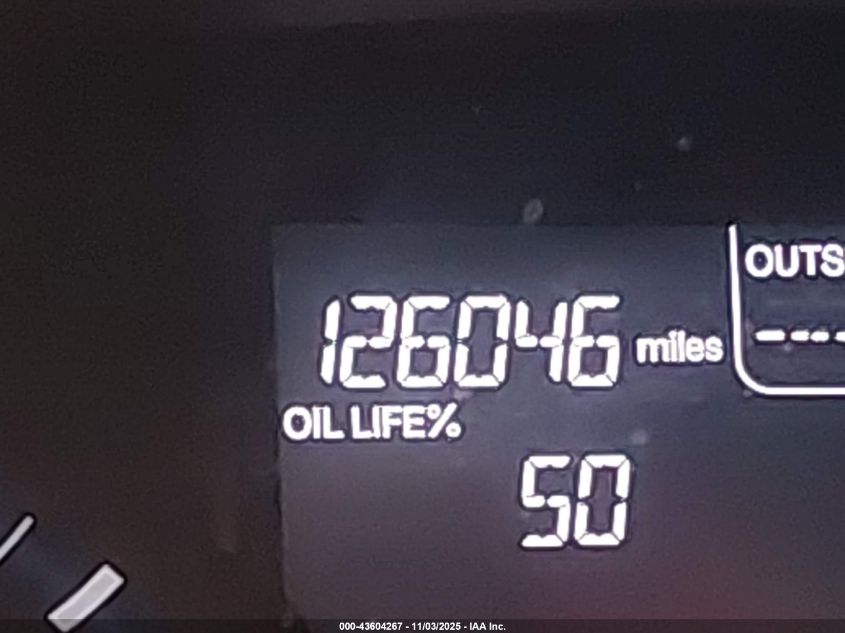 OUTS
126046 miles
----
OIL LIFE%
50
000-43604267 - 11/03/2025 - IAA Inc.